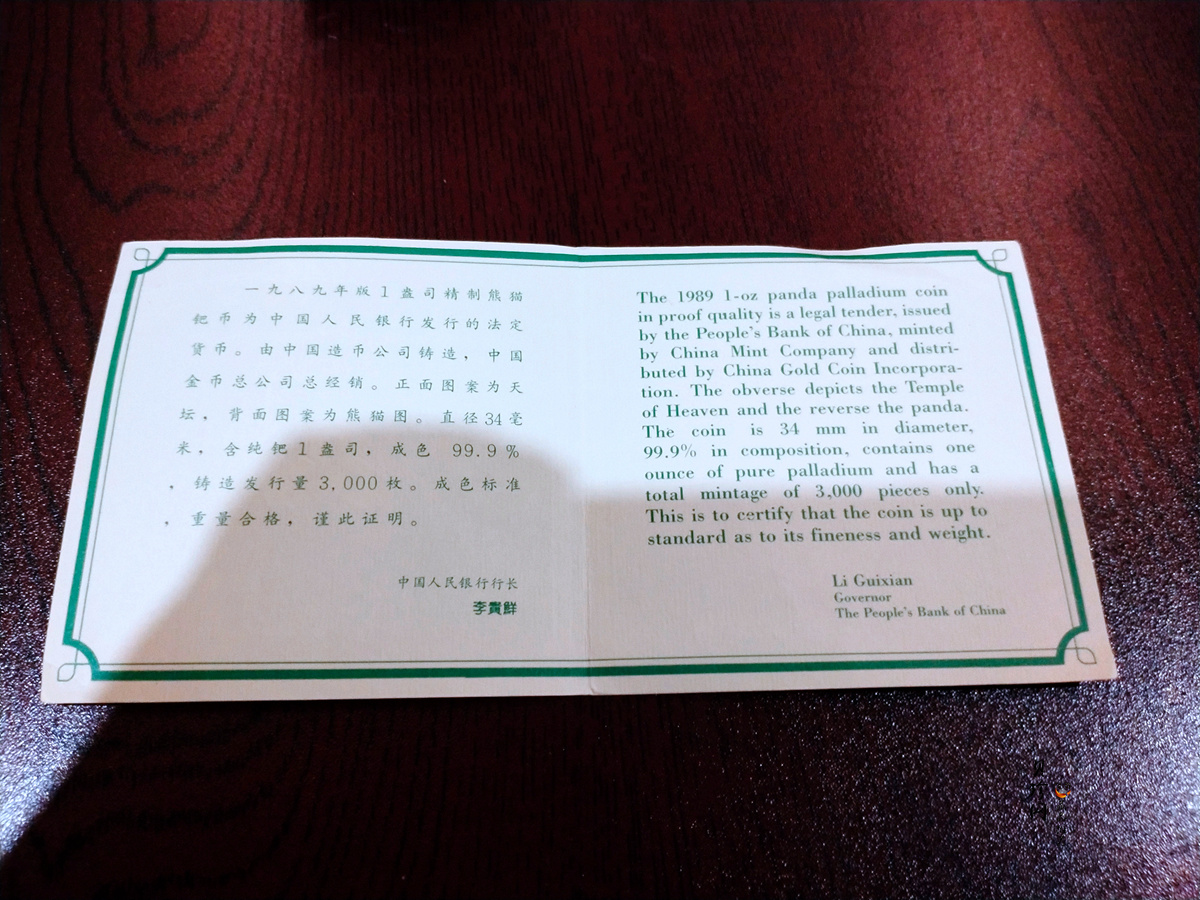 一九八九年版1盎司精制熊猫
钯币为中国人民银行发行的法定
货币。由中国造币公司铸造，中国
金币总公司总经销。正面图案为天
坛，背面图案为熊猫图。直径34毫
米，含纯钯1盎司，成色 99.9%
，铸造发行量3,000枚。成色标准
，重量合格，谨此证明。
中国人民银行行长
李貴鮮
The 1989 1-oz panda palladium coin
in proof quality is a legal tender, issued
by the People's Bank of China, minted
by China Mint Company and distri-
buted by China Gold Coin Incorpora-
tion. The obverse depicts the Temple
of Heaven and the reverse the panda.
The coin is 34 mm in diameter,
99.9% in composition, contains one
ounce of pure palladium and has a
total mintage of 3,000 pieces only.
This is to certify that the coin is up to
standard as to its fineness and weight.
Li Guixian
Governor
The People's Bank of China